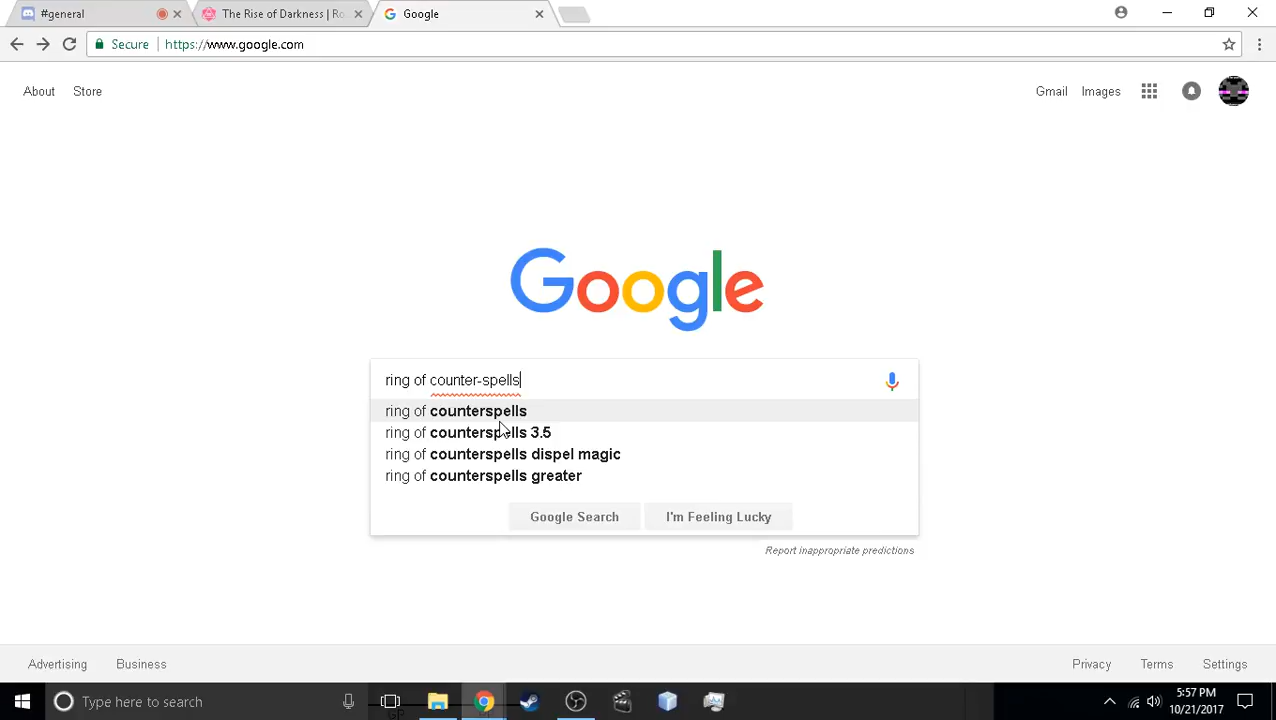 #general
The Rise of Darkness | Ro
Google
Secure
https://www.google.com
About
Store
Gmail
Images
Google
ring of counter-spells
ring of counterspells
ring of counterspells 3.5
ring of counterspells dispel magic
ring of counterspells greater
Google Search
I'm Feeling Lucky
Report inappropriate predictions
Advertising
Business
Privacy
Terms
Settings
Type here to search
5:57 PM
10/21/2017